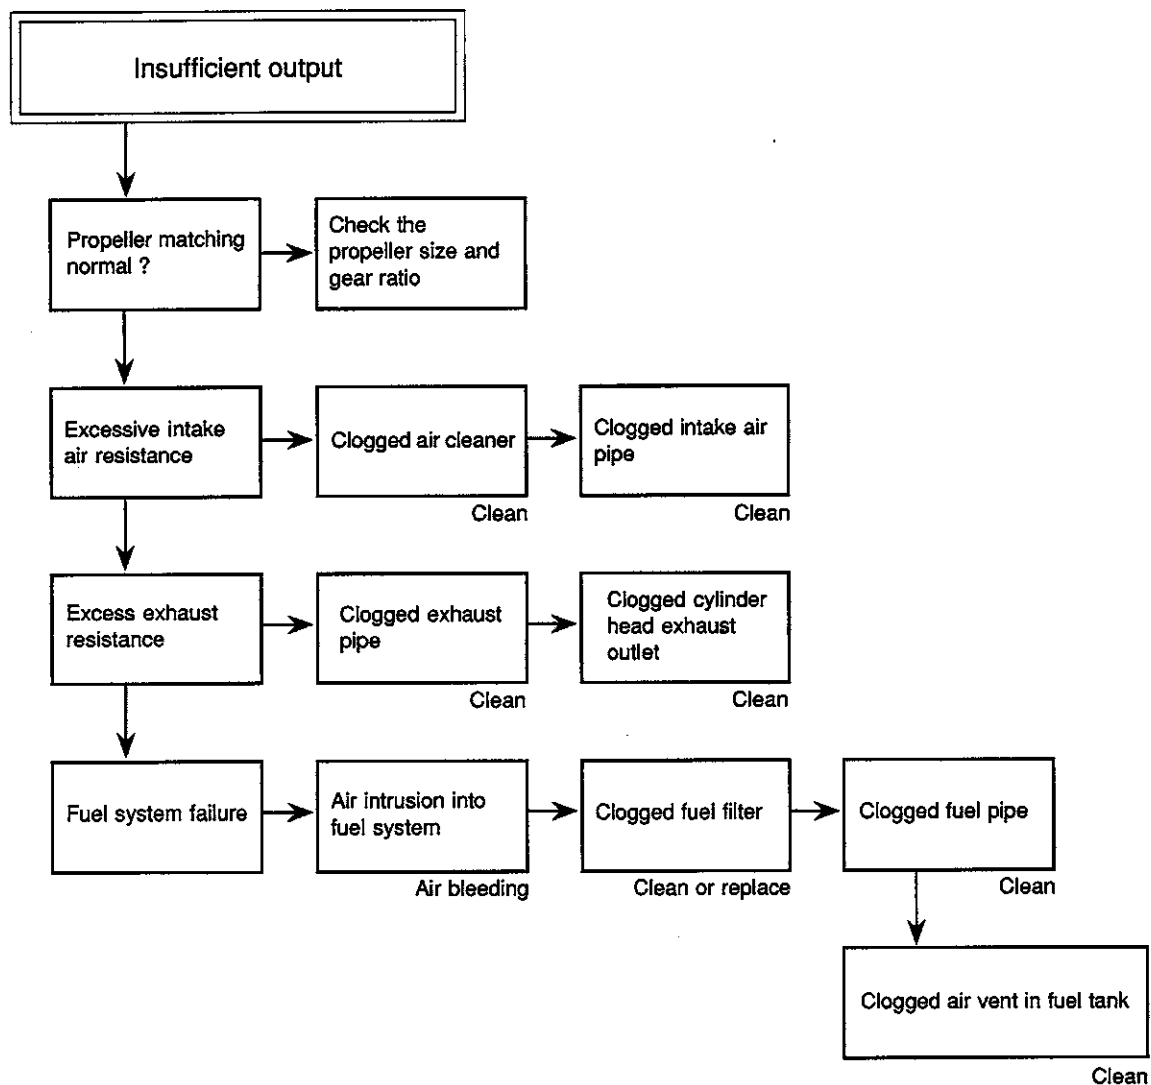 Insufficient output
Propeller matching
normal ?
Check the
propeller size and
gear ratio
Excessive intake
air resistance
Clogged air cleaner
Clean
Clogged intake air
pipe
Clean
Excess exhaust
resistance
Clogged exhaust
pipe
Clean
Clogged cylinder
head exhaust
outlet
Clean
Fuel system failure
Air intrusion into
fuel system
Air bleeding
Clogged fuel filter
Clean or replace
Clogged fuel pipe
Clean
Clogged air vent in fuel tank
Clean